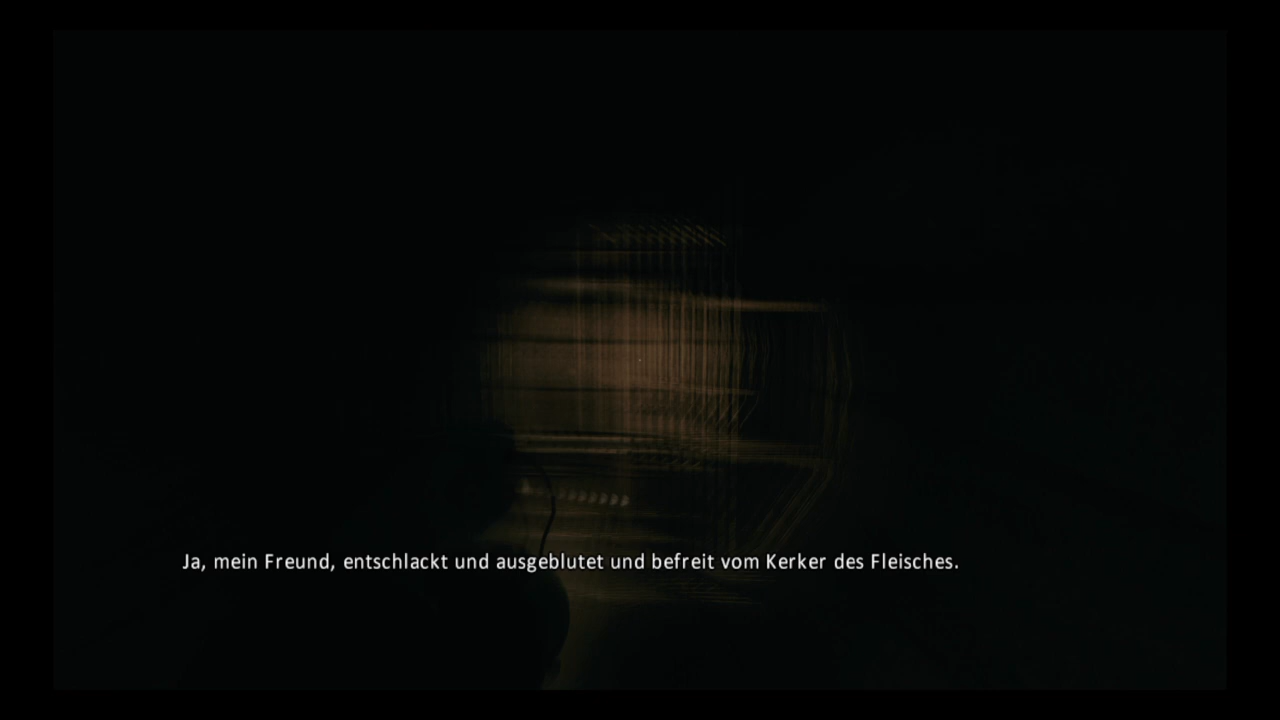 Ja, mein Freund, entschlackt und ausgeblutet und befreit vom Kerker des Fleisches.